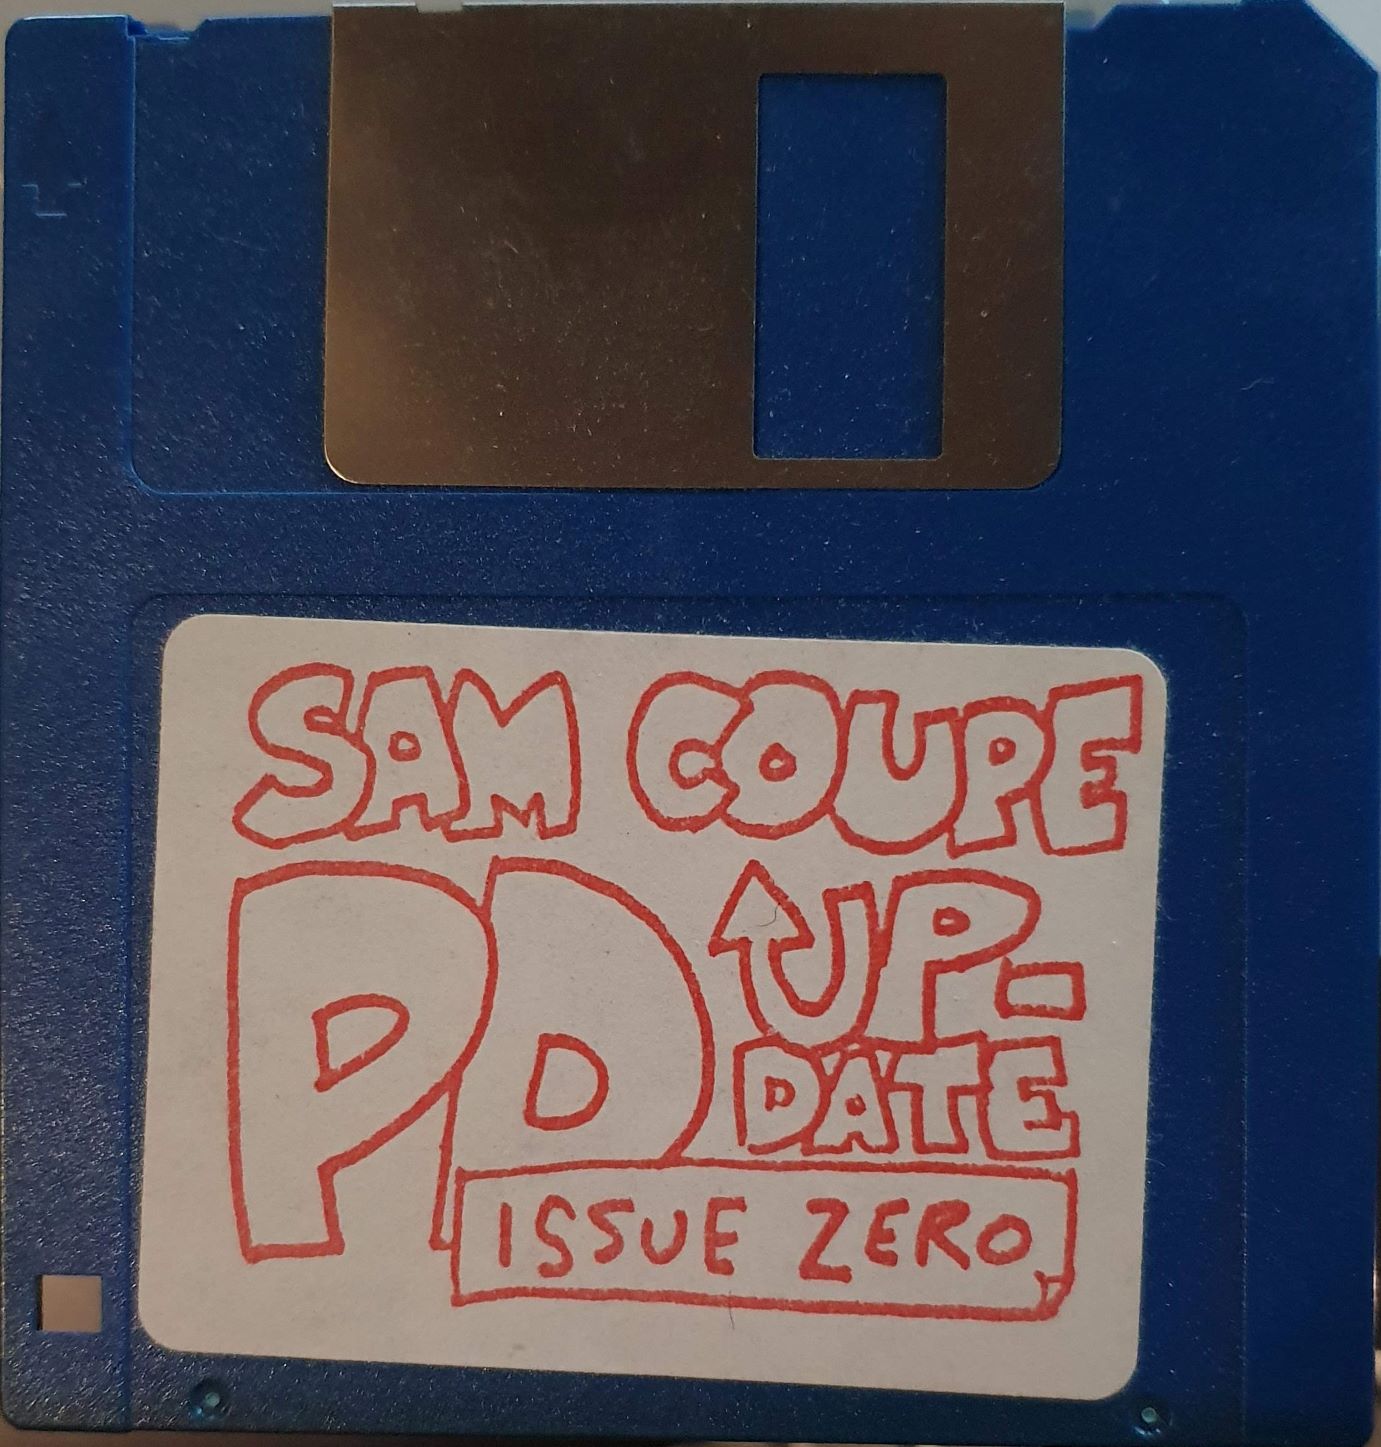 SAM COUPE
PD UP-
DATE
ISSUE ZERO